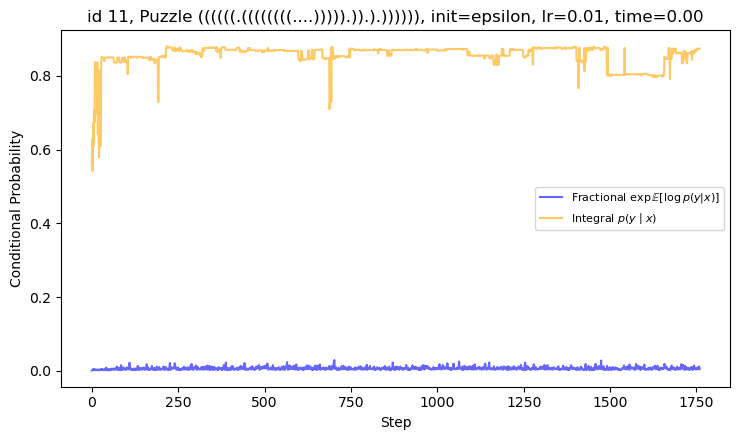 id 11, Puzzle ((((((.((((((((....))))).)).).)))))), init=epsilon, lr=0.01, time=0.00
Conditional Probability
0.8
0.6
0.4
0.2
0.0
Fractional exp𝔼[log p(y|x)]
Integral p(y | x)
0 250 500 750 1000 1250 1500 1750
Step